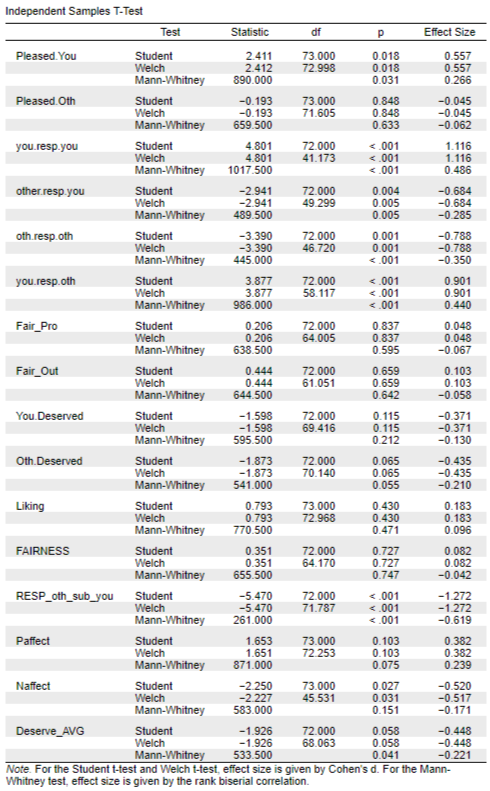 Independent Samples T-Test
Test Statistic df p Effect Size
Pleased.You Student 2.411 73.000 0.018 0.557
Welch 2.412 72.998 0.018 0.557
Mann-Whitney 890.000 0.031 0.266
Pleased.Oth Student −0.193 73.000 0.848 −0.045
Welch −0.193 71.605 0.848 −0.045
Mann-Whitney 659.500 0.633 −0.062
you.resp.you Student 4.801 72.000 < .001 1.116
Welch 4.801 41.173 < .001 1.116
Mann-Whitney 1017.500 < .001 0.486
other.resp.you Student −2.941 72.000 0.004 −0.684
Welch −2.941 49.299 0.005 −0.684
Mann-Whitney 489.500 0.005 −0.285
oth.resp.oth Student −3.390 72.000 0.001 −0.788
Welch −3.390 46.720 0.001 −0.788
Mann-Whitney 445.000 < .001 −0.350
you.resp.oth Student 3.877 72.000 < .001 0.901
Welch 3.877 58.117 < .001 0.901
Mann-Whitney 986.000 < .001 0.440
Fair_Pro Student 0.206 72.000 0.837 0.048
Welch 0.206 64.005 0.837 0.048
Mann-Whitney 638.500 0.595 −0.067
Fair_Out Student 0.444 72.000 0.659 0.103
Welch 0.444 61.051 0.659 0.103
Mann-Whitney 644.500 0.642 −0.058
You.Deserved Student −1.598 72.000 0.115 −0.371
Welch −1.598 69.416 0.115 −0.371
Mann-Whitney 595.500 0.212 −0.130
Oth.Deserved Student −1.873 72.000 0.065 −0.435
Welch −1.873 70.140 0.065 −0.435
Mann-Whitney 541.000 0.055 −0.210
Liking Student 0.793 73.000 0.430 0.183
Welch 0.793 72.968 0.430 0.183
Mann-Whitney 770.500 0.471 0.096
FAIRNESS Student 0.351 72.000 0.727 0.082
Welch 0.351 64.170 0.727 0.082
Mann-Whitney 655.500 0.747 −0.042
RESP_oth_sub_you Student −5.470 72.000 < .001 −1.272
Welch −5.470 71.787 < .001 −1.272
Mann-Whitney 261.000 < .001 −0.619
Paffect Student 1.653 73.000 0.103 0.382
Welch 1.651 72.253 0.103 0.382
Mann-Whitney 871.000 0.075 0.239
Naffect Student −2.250 73.000 0.027 −0.520
Welch −2.227 45.531 0.031 −0.517
Mann-Whitney 583.000 0.151 −0.171
Deserve_AVG Student −1.926 72.000 0.058 −0.448
Welch −1.926 68.063 0.058 −0.448
Mann-Whitney 533.500 0.041 −0.221
Note. For the Student t-test and Welch t-test, effect size is given by Cohen's d. For the Mann-
Whitney test, effect size is given by the rank biserial correlation.